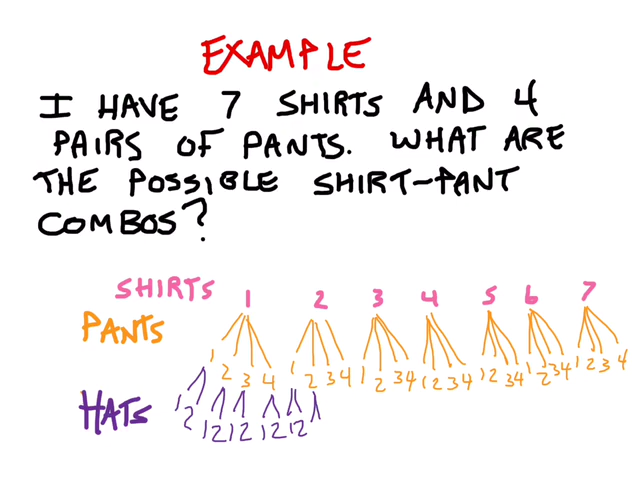 EXAMPLE
I HAVE 7 SHIRTS AND 4
PAIRS OF PANTS. WHAT ARE
THE POSSIBLE SHIRT-PANT
COMBOS?
SHIRTS 1 2 3 4 5 6 7
PANTS 1 2 3 4 1 2 3 4 1 2 3 4 1 2 3 4 1 2 3 4 1 2 3 4 1 2 3 4
HATS 1 2 1 2 1 2 1 2 1 2